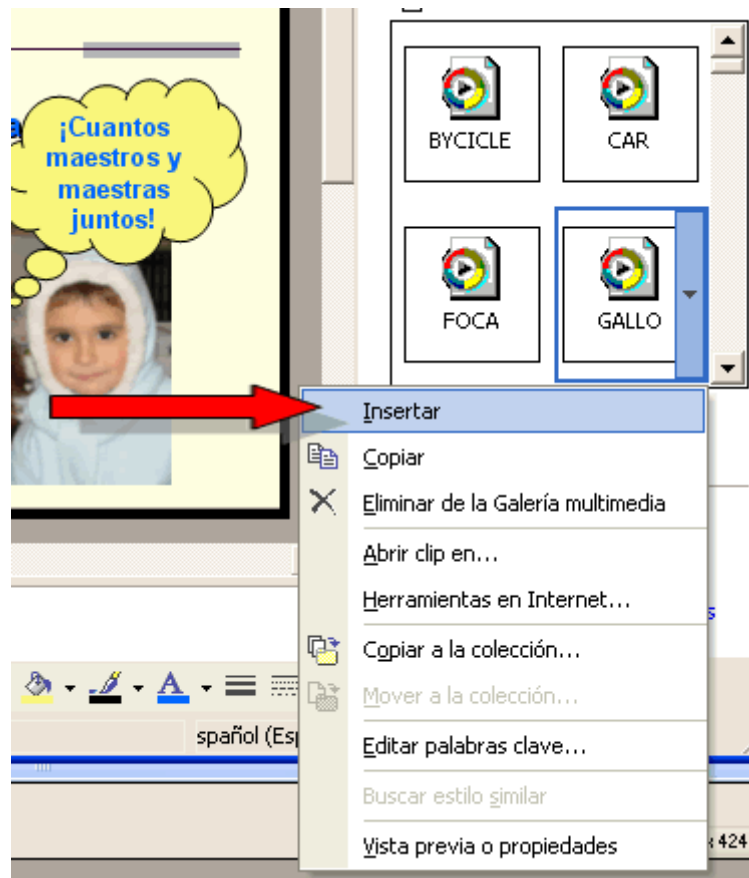 ¡Cuantos
maestros y
maestras
juntos!
BYCICLE
CAR
FOCA
GALLO
Insertar
Copiar
Eliminar de la Galería multimedia
Abrir clip en...
Herramientas en Internet...
Copiar a la colección...
Mover a la colección...
Editar palabras clave...
Buscar estilo similar
Vista previa o propiedades
spañol (Esp
424